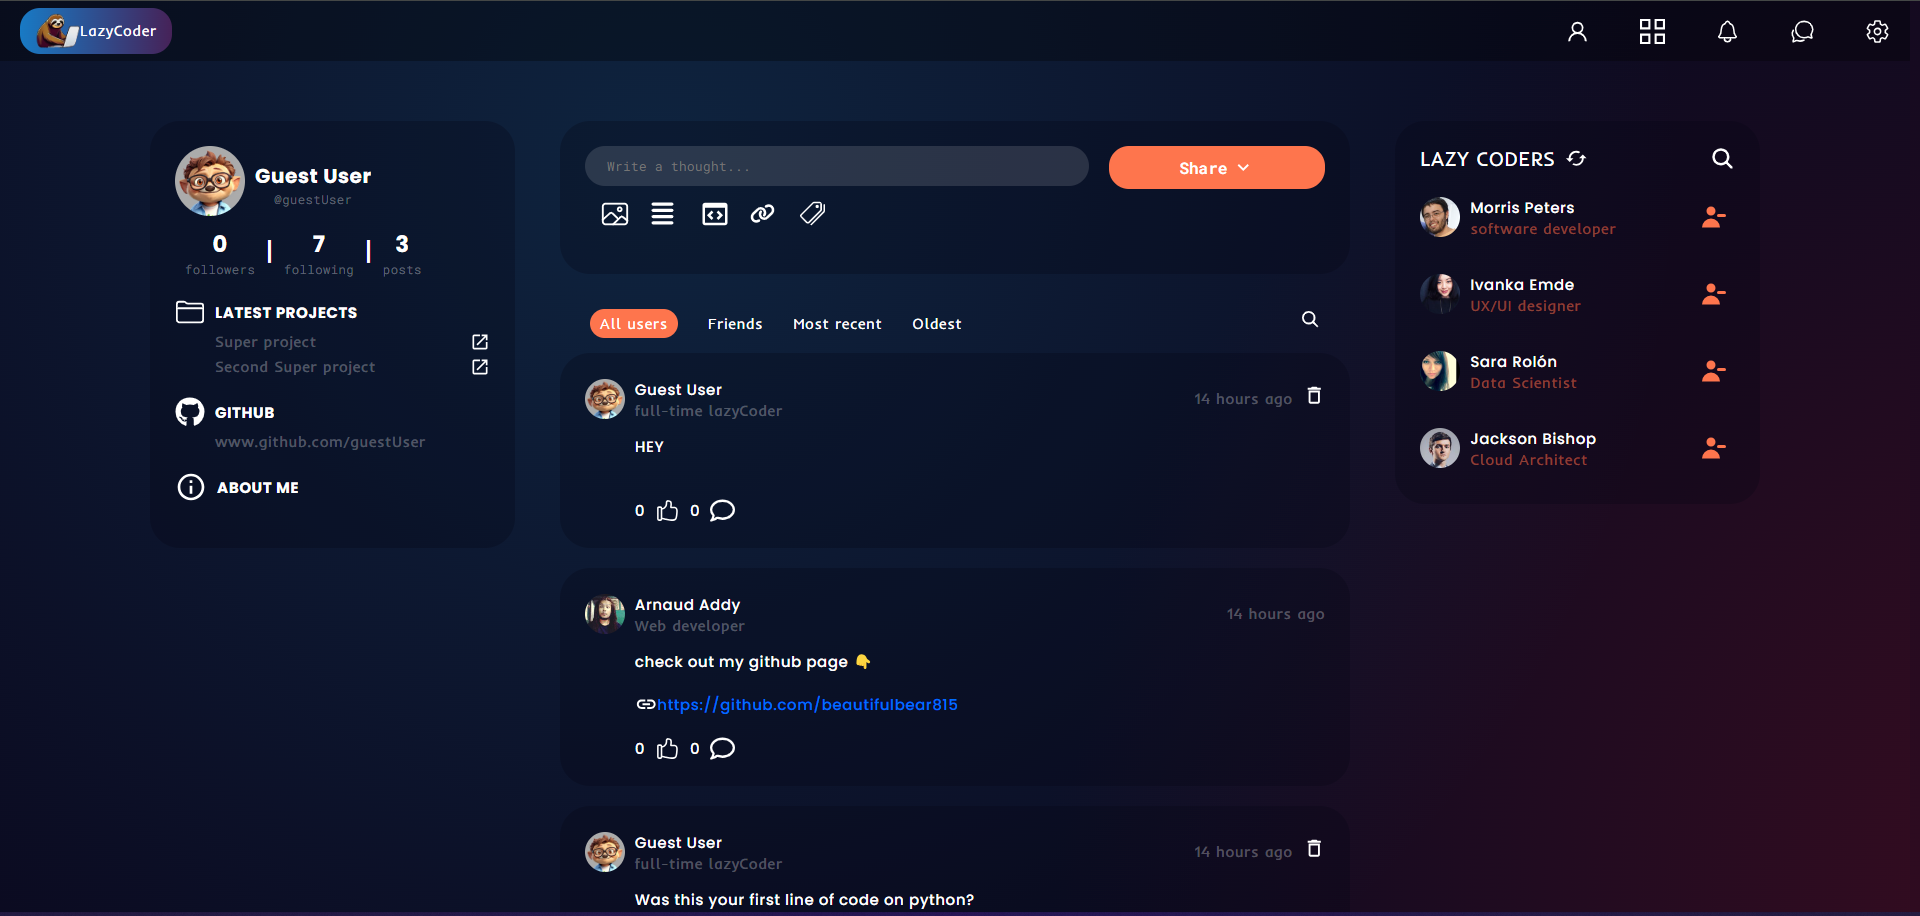 LazyCoder
Guest User
@guestUser
0 | 7 | 3
followers following posts
LATEST PROJECTS
Super project
Second Super project
GITHUB
www.github.com/guestUser
ABOUT ME
Write a thought...
Share
All users Friends Most recent Oldest
Guest User
full-time lazyCoder
14 hours ago
HEY
0 0
Arnaud Addy
Web developer
14 hours ago
check out my github page 👇
https://github.com/beautifulbear815
0 0
Guest User
full-time lazyCoder
14 hours ago
Was this your first line of code on python?
LAZY CODERS
Morris Peters
software developer
Ivanka Emde
UX/UI designer
Sara Rolón
Data Scientist
Jackson Bishop
Cloud Architect